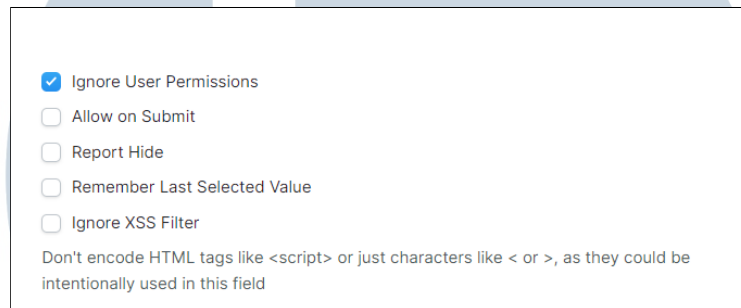 Ignore User Permissions
Allow on Submit
Report Hide
Remember Last Selected Value
Ignore XSS Filter
Don't encode HTML tags like <script> or just characters like < or >, as they could be
intentionally used in this field